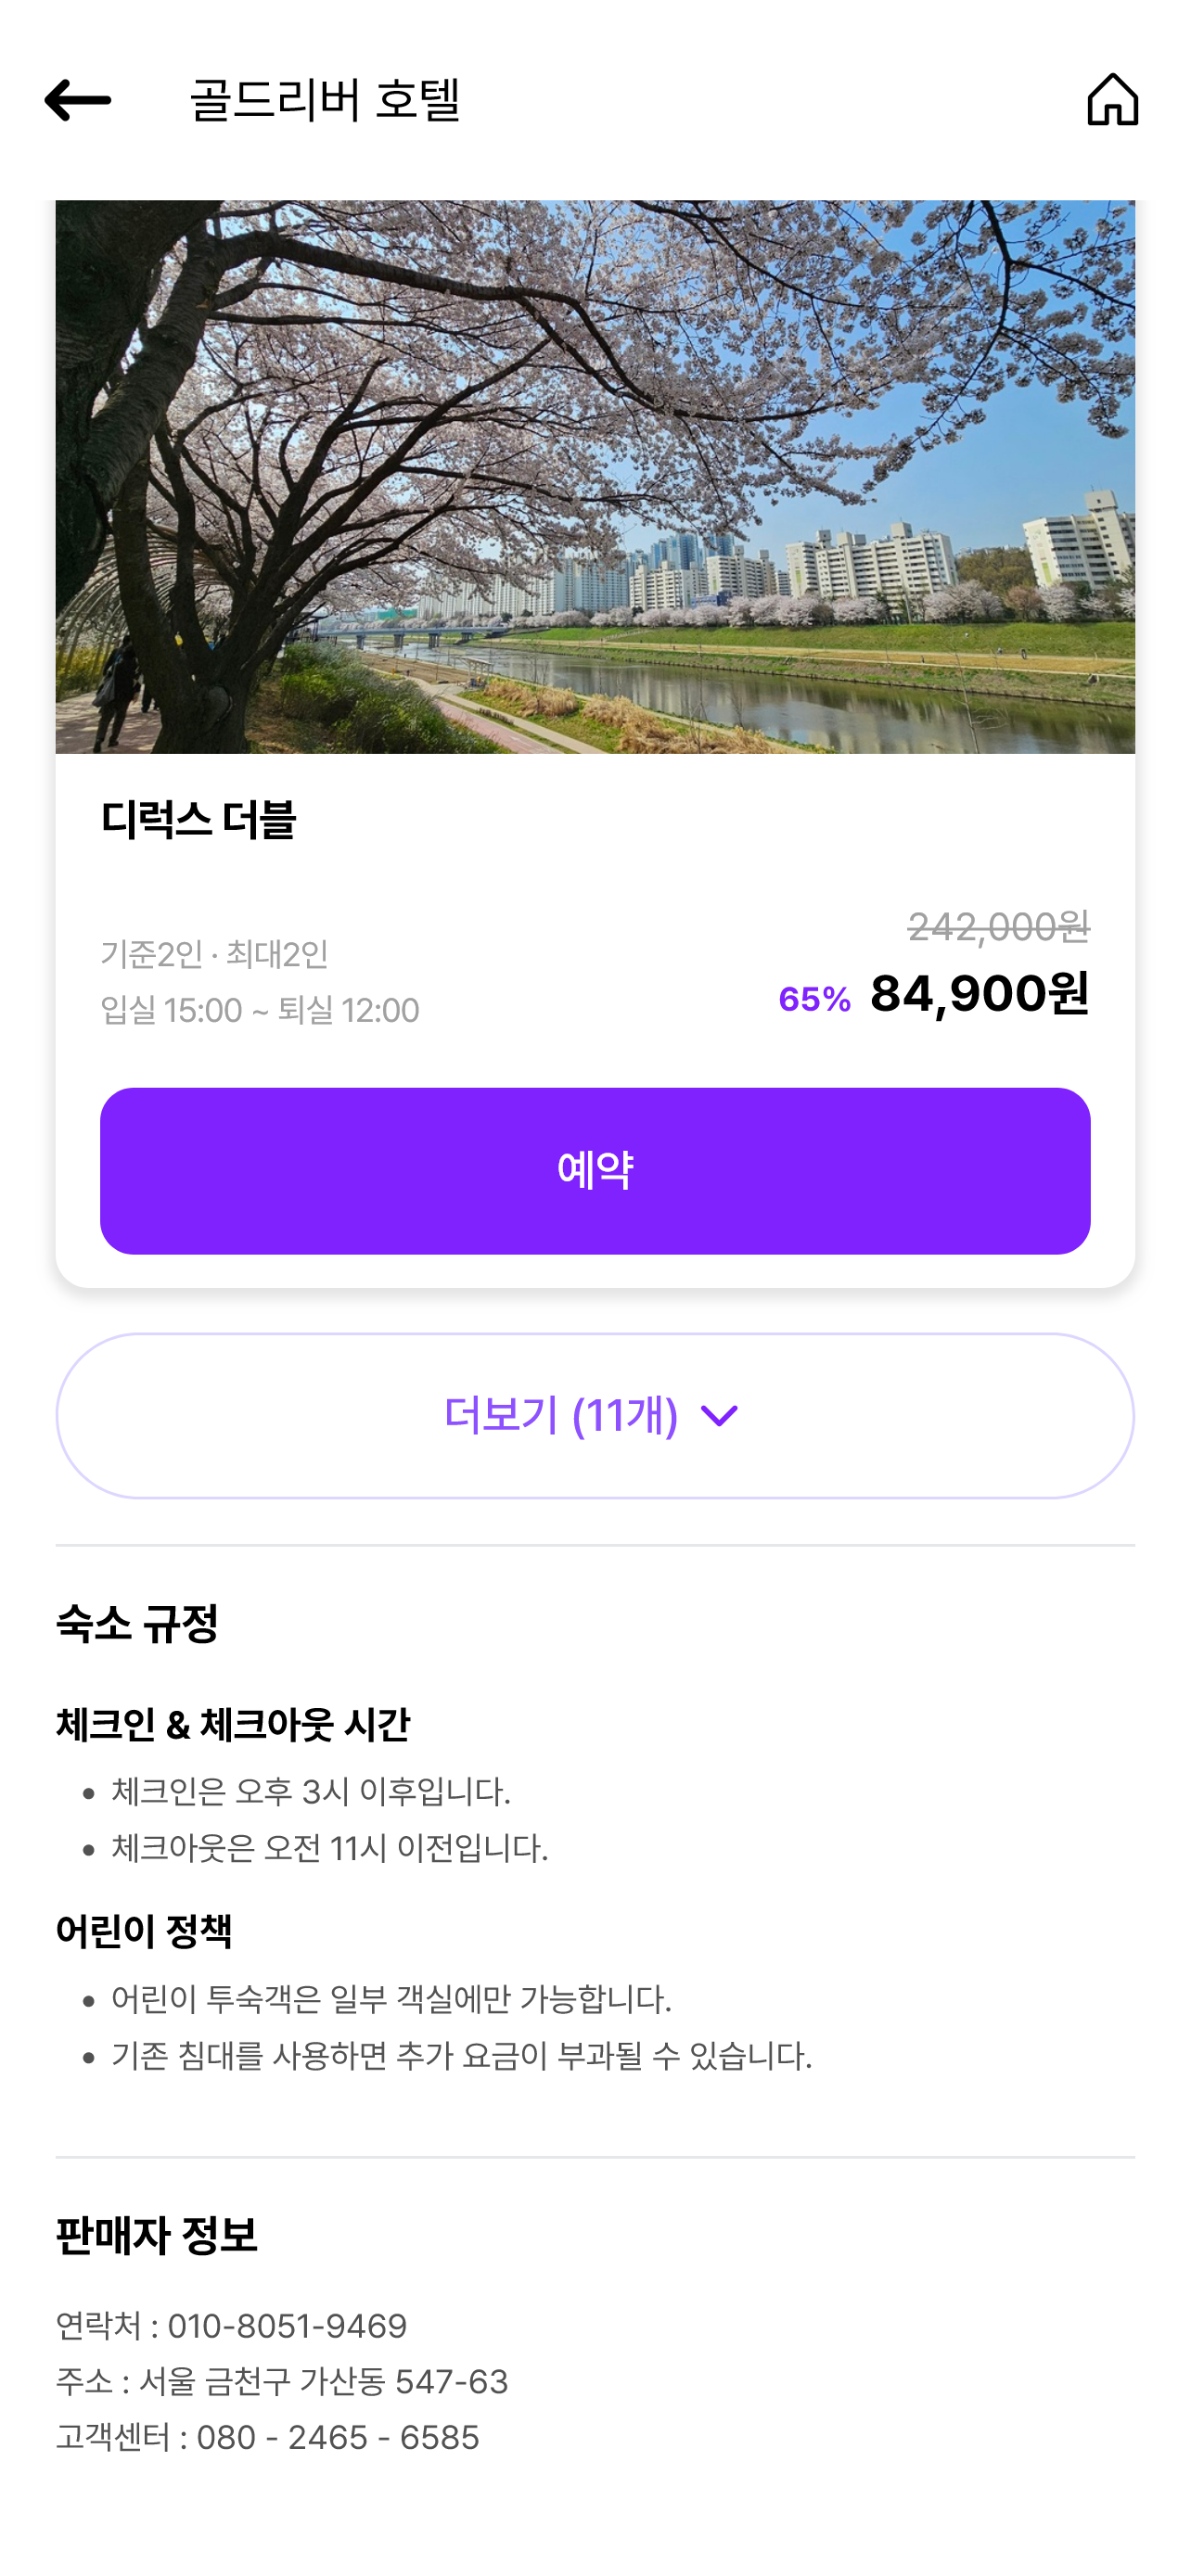 골드리버 호텔
디럭스 더블
242,000원
기준2인 · 최대2인
65% 84,900원
입실 15:00 ~ 퇴실 12:00
예약
더보기 (11개)
숙소 규정
체크인 & 체크아웃 시간
• 체크인은 오후 3시 이후입니다.
• 체크아웃은 오전 11시 이전입니다.
어린이 정책
• 어린이 투숙객은 일부 객실에만 가능합니다.
• 기존 침대를 사용하면 추가 요금이 부과될 수 있습니다.
판매자 정보
연락처 : 010-8051-9469
주소 : 서울 금천구 가산동 547-63
고객센터 : 080 - 2465 - 6585